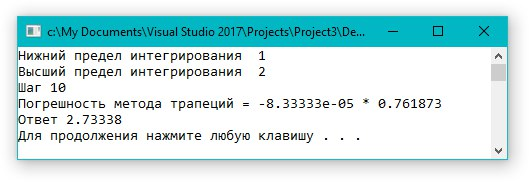 c:\My Documents\Visual Studio 2017\Projects\Project3\De...
Нижний предел интегрирования  1
Высший предел интегрирования  2
Шаг 10
Погрешность метода трапеций = -8.33333e-05 * 0.761873
Ответ 2.73338
Для продолжения нажмите любую клавишу . . .